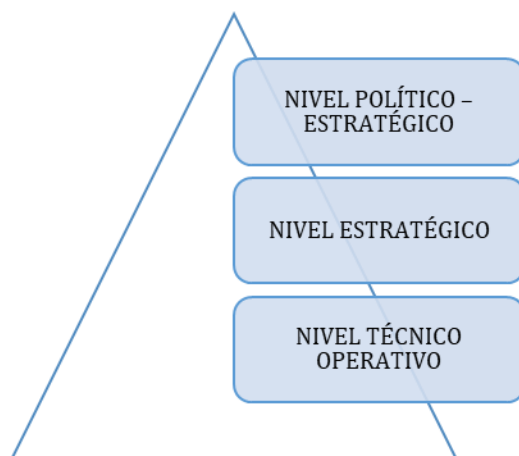 NIVEL POLÍTICO –
ESTRATÉGICO
NIVEL ESTRATÉGICO
NIVEL TÉCNICO
OPERATIVO